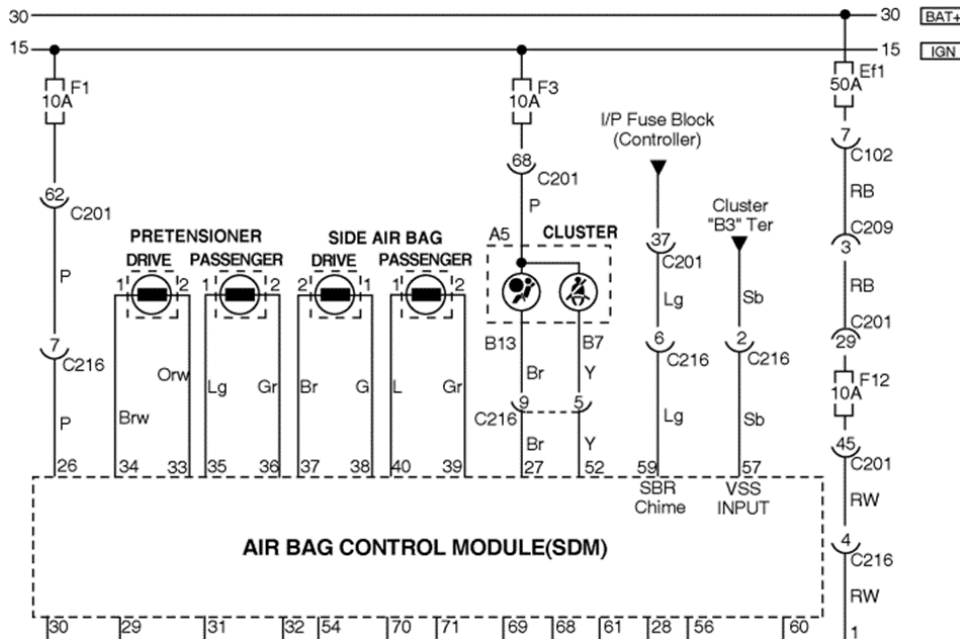 30 30 BAT+
15 15 IGN
F1
10A
F3
10A
Ef1
50A
I/P Fuse Block
(Controller)
7
C102
68
C201
62
C201
RB
P
Cluster
"B3" Ter
C209
3
PRETENSIONER
DRIVE PASSENGER
SIDE AIR BAG
DRIVE PASSENGER
A5 CLUSTER
37
C201
P
1 2 1 2 2 1 1 2
Lg
Sb
RB
C201
29
7
C216
B13 B7
6
C216
2
C216
Orw
Brw
Lg Gr Br G L Gr
Br Y
F12
10A
C216 9 5
P
Lg
Sb
Br Y
45
C201
26 34 33 35 36 37 38 40 39 27 52 59 57
SBR
Chime
VSS
INPUT
RW
AIR BAG CONTROL MODULE(SDM)
4
C216
RW
30 29 31 32 54 70 71 69 68 61 28 56 60 1